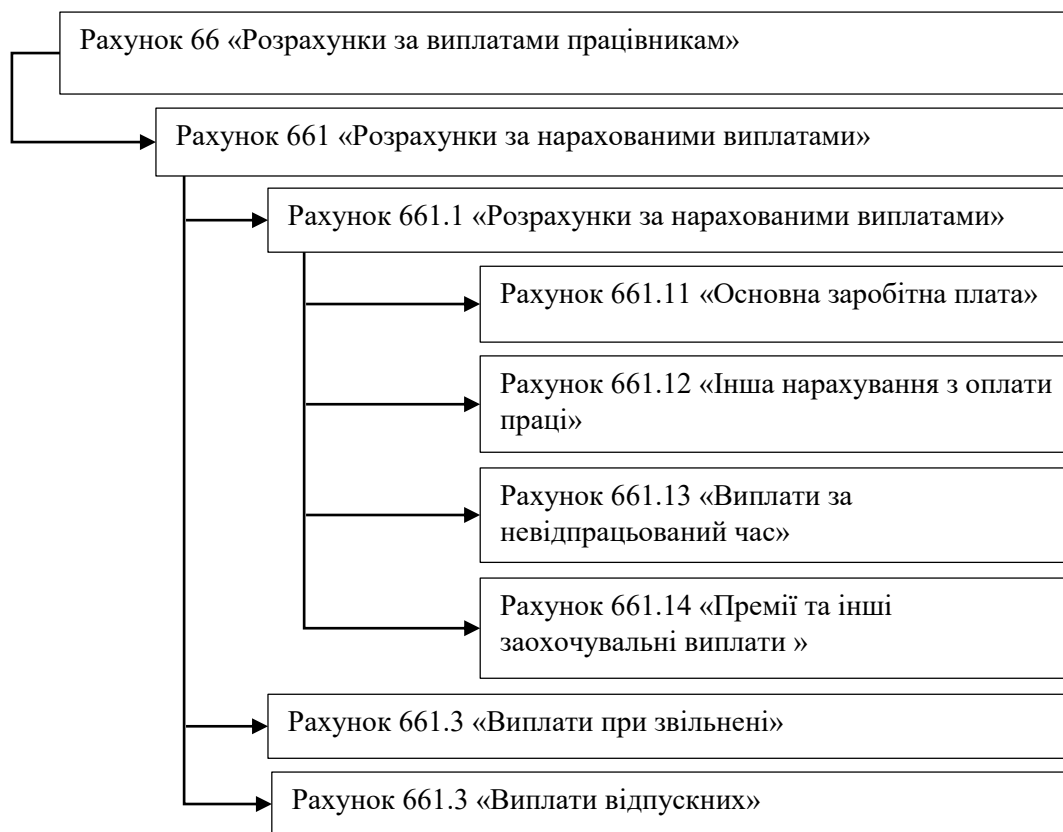 Рахунок 66 «Розрахунки за виплатами працівникам»
Рахунок 661 «Розрахунки за нарахованими виплатами»
Рахунок 661.1 «Розрахунки за нарахованими виплатами»
Рахунок 661.11 «Основна заробітна плата»
Рахунок 661.12 «Інша нарахування з оплати
праці»
Рахунок 661.13 «Виплати за
невідпрацьований час»
Рахунок 661.14 «Премії та інші
заохочувальні виплати »
Рахунок 661.3 «Виплати при звільнені»
Рахунок 661.3 «Виплати відпускних»